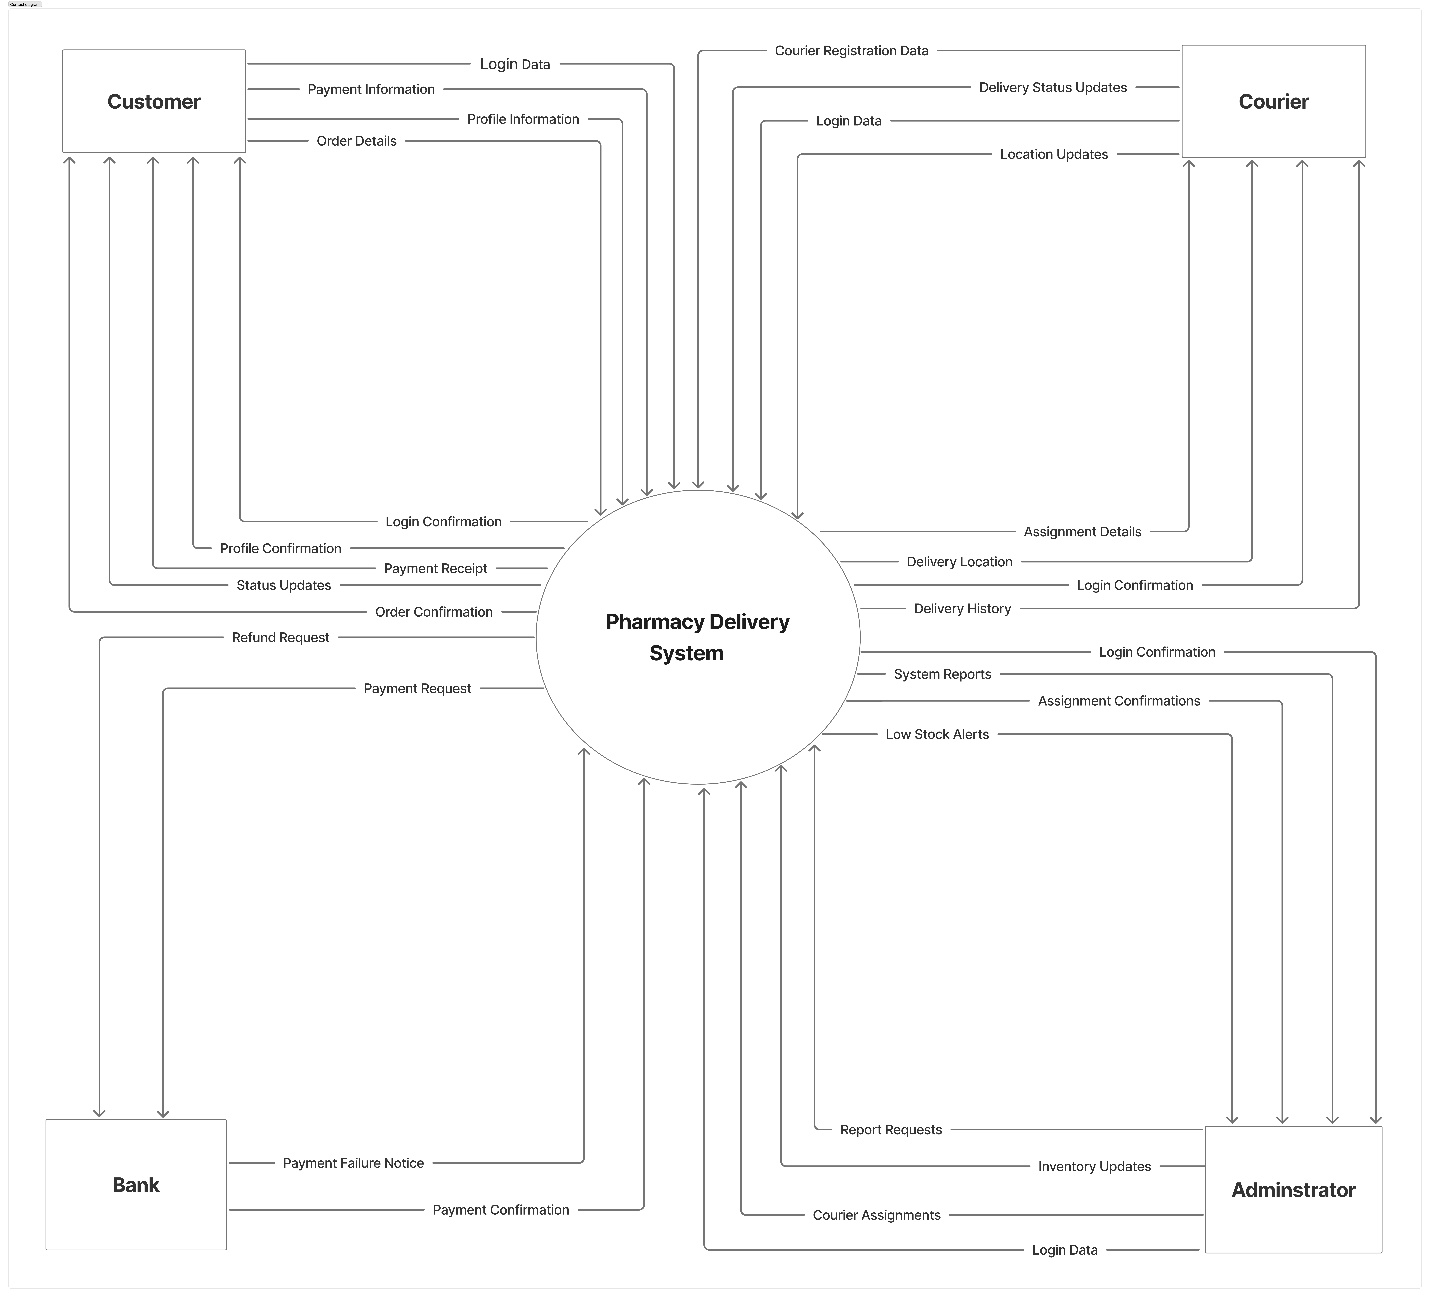 Login Data
Courier Registration Data
Customer
Payment Information
Delivery Status Updates
Courier
Profile Information
Login Data
Order Details
Location Updates
Login Confirmation
Assignment Details
Profile Confirmation
Delivery Location
Payment Receipt
Status Updates
Login Confirmation
Order Confirmation
Delivery History
Pharmacy Delivery
System
Refund Request
Login Confirmation
System Reports
Payment Request
Assignment Confirmations
Low Stock Alerts
Report Requests
Payment Failure Notice
Inventory Updates
Bank
Adminstrator
Payment Confirmation
Courier Assignments
Login Data